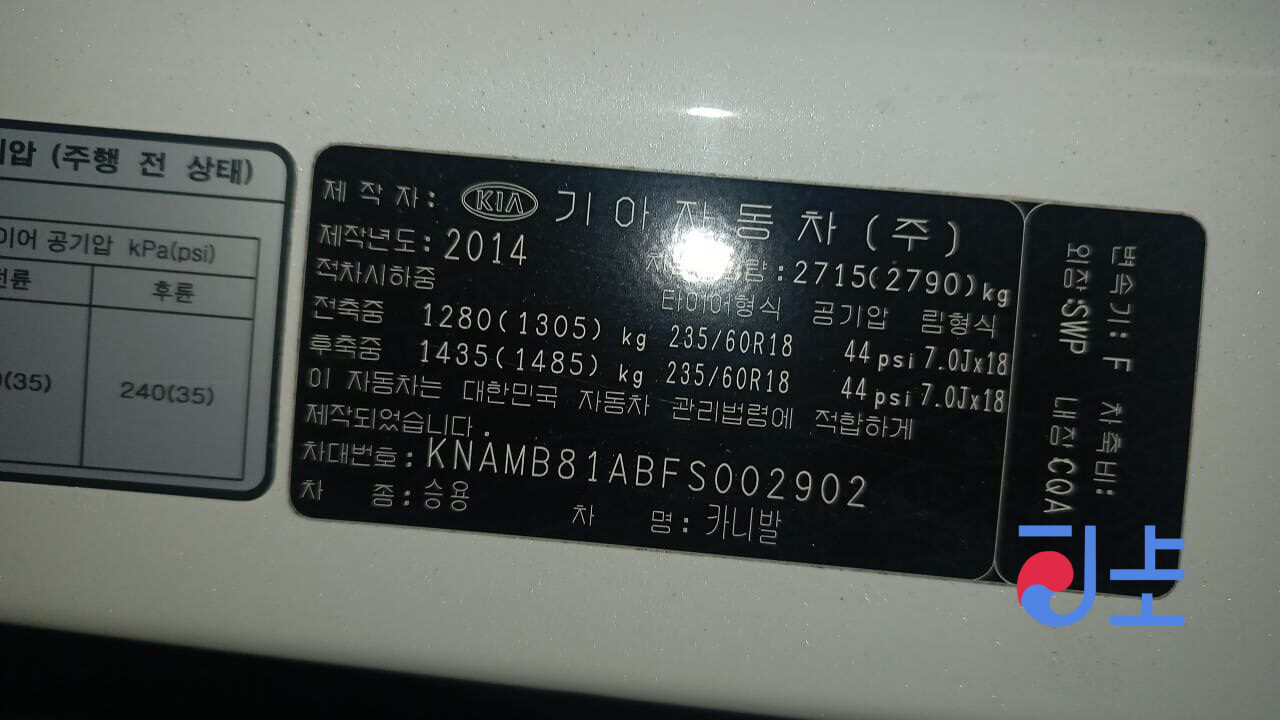 압 (주행 전 상태)
이어 공기압 kPa(psi)
전륜 후륜
(35) 240(35)
제작자: KIA 기아자동차(주)
제작년도: 2014
량: 2715(2790)kg
적차시하중 타이어형식 공기압 림형식
전축중 1280(1305) kg 235/60R18 44 psi 7.0Jx18
후축중 1435(1485) kg 235/60R18 44 psi 7.0Jx18
이 자동차는 대한민국 자동차 관리법령에 적합하게
제작되었습니다.
차대번호: KNAMB81ABFS002902
차 종: 승용
차 명: 카니발
변속기: F 차축비:
외장:SWP 내장:CQA